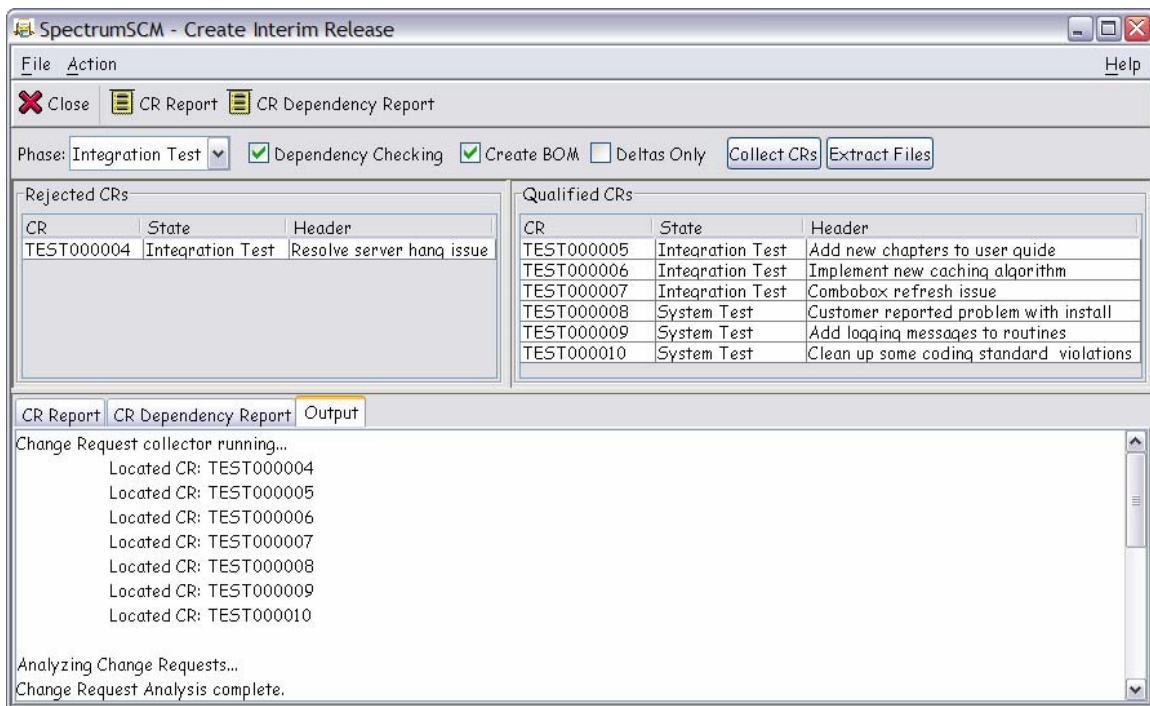 SpectrumSCM - Create Interim Release
File Action Help
Close CR Report CR Dependency Report
Phase: Integration Test Dependency Checking Create BOM Deltas Only Collect CRs Extract Files
Rejected CRs
CR State Header
TEST000004 Integration Test Resolve server hang issue
Qualified CRs
CR State Header
TEST000005 Integration Test Add new chapters to user guide
TEST000006 Integration Test Implement new caching algorithm
TEST000007 Integration Test Combobox refresh issue
TEST000008 System Test Customer reported problem with install
TEST000009 System Test Add logging messages to routines
TEST000010 System Test Clean up some coding standard violations
CR Report CR Dependency Report Output
Change Request collector running...
Located CR: TEST000004
Located CR: TEST000005
Located CR: TEST000006
Located CR: TEST000007
Located CR: TEST000008
Located CR: TEST000009
Located CR: TEST000010
Analyzing Change Requests...
Change Request Analysis complete.